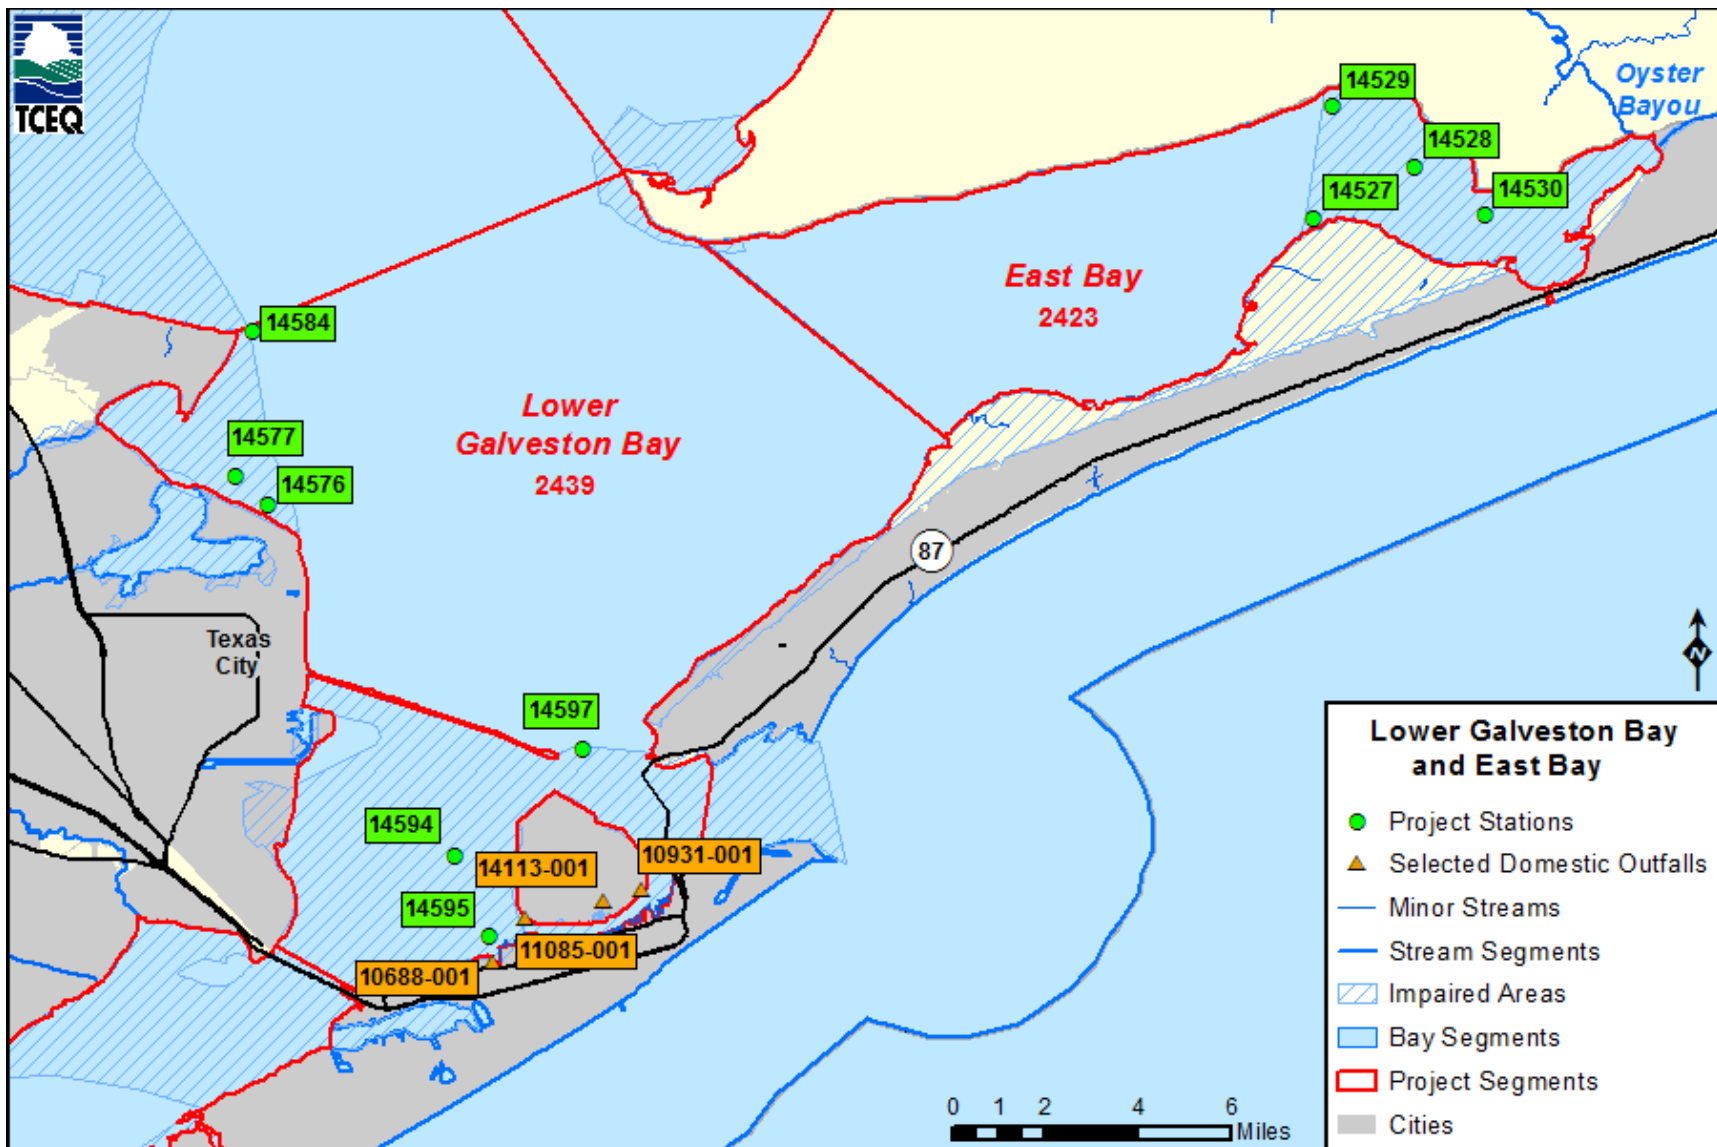 TCEQ
14529
Oyster
Bayou
14528
14527
14530
East Bay
2423
14584
Lower
Galveston Bay
2439
14577
14576
87
Texas
City
N
14597
14594
14113-001
10931-001
14595
11085-001
10688-001
0 1 2 4 6
Miles
Lower Galveston Bay
and East Bay
Project Stations
Selected Domestic Outfalls
Minor Streams
Stream Segments
Impaired Areas
Bay Segments
Project Segments
Cities